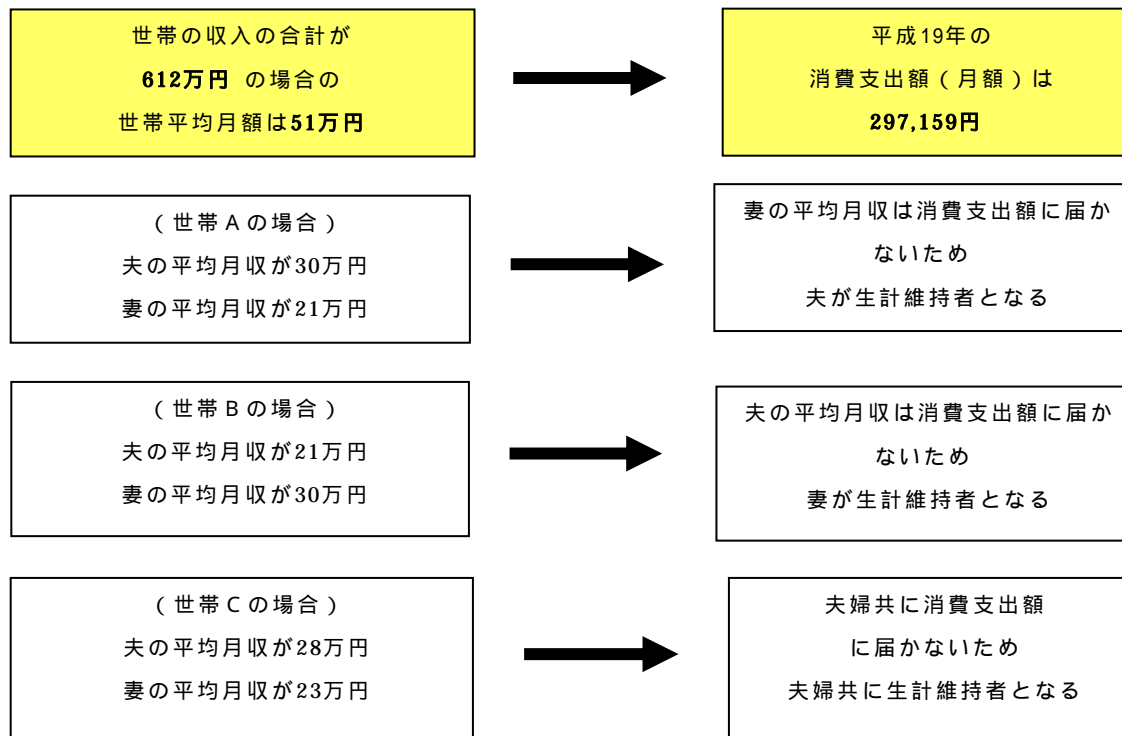 世帯の収入の合計が
612万円 の場合の
世帯平均月額は51万円
平成19年の
消費支出額（月額）は
297,159円
（世帯Ａの場合）
夫の平均月収が30万円
妻の平均月収が21万円
妻の平均月収は消費支出額に届か
ないため
夫が生計維持者となる
（世帯Ｂの場合）
夫の平均月収が21万円
妻の平均月収が30万円
夫の平均月収は消費支出額に届か
ないため
妻が生計維持者となる
（世帯Ｃの場合）
夫の平均月収が28万円
妻の平均月収が23万円
夫婦共に消費支出額
に届かないため
夫婦共に生計維持者となる